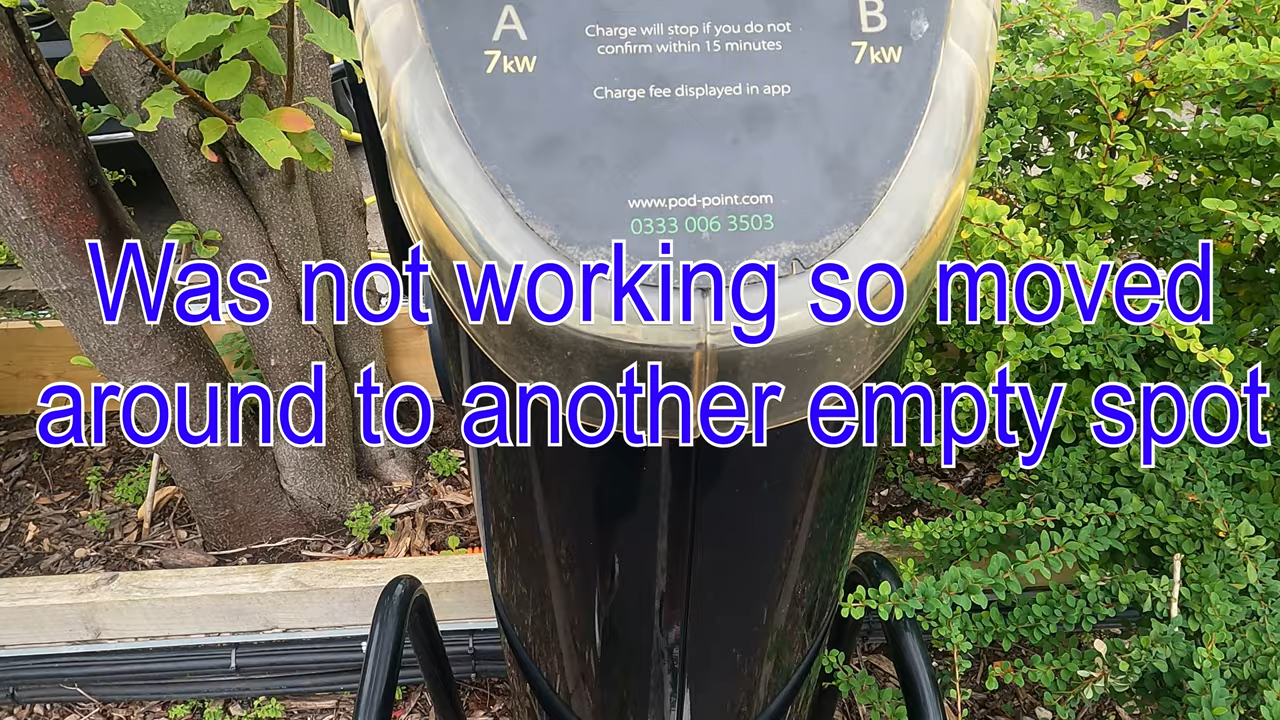 A
B
7kW
7kW
Charge will stop if you do not
confirm within 15 minutes
Charge fee displayed in app
www.pod-point.com
0333 006 3503
Was not working so moved
around to another empty spot